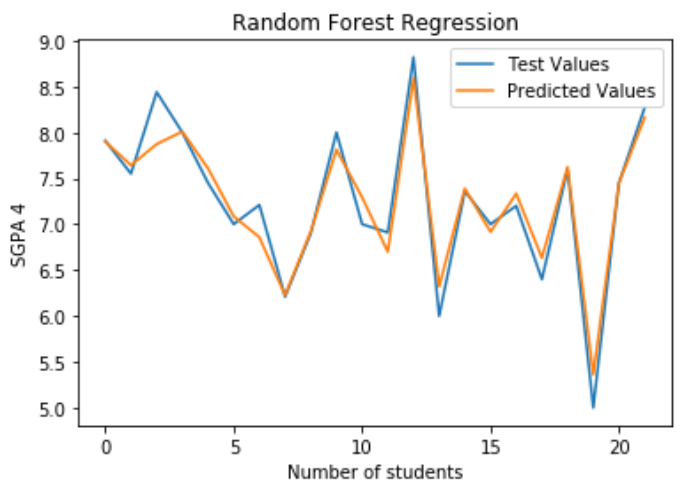 Random Forest Regression
Test Values
Predicted Values
9.0
8.5
8.0
7.5
7.0
6.5
6.0
5.5
5.0
SGPA 4
0 5 10 15 20
Number of students